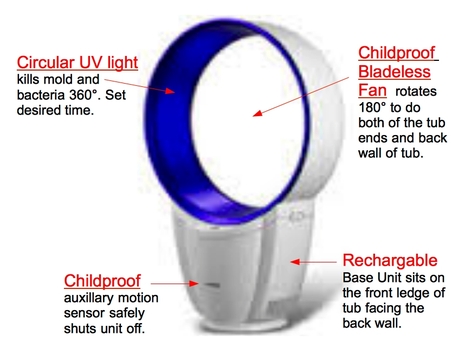 Circular UV light
kills mold and
bacteria 360°. Set
desired time.
Childproof
Bladeless
Fan rotates
180° to do
both of the tub
ends and back
wall of tub.
Childproof
auxillary motion
sensor safely
shuts unit off.
Rechargable
Base Unit sits on
the front ledge of
tub facing the
back wall.